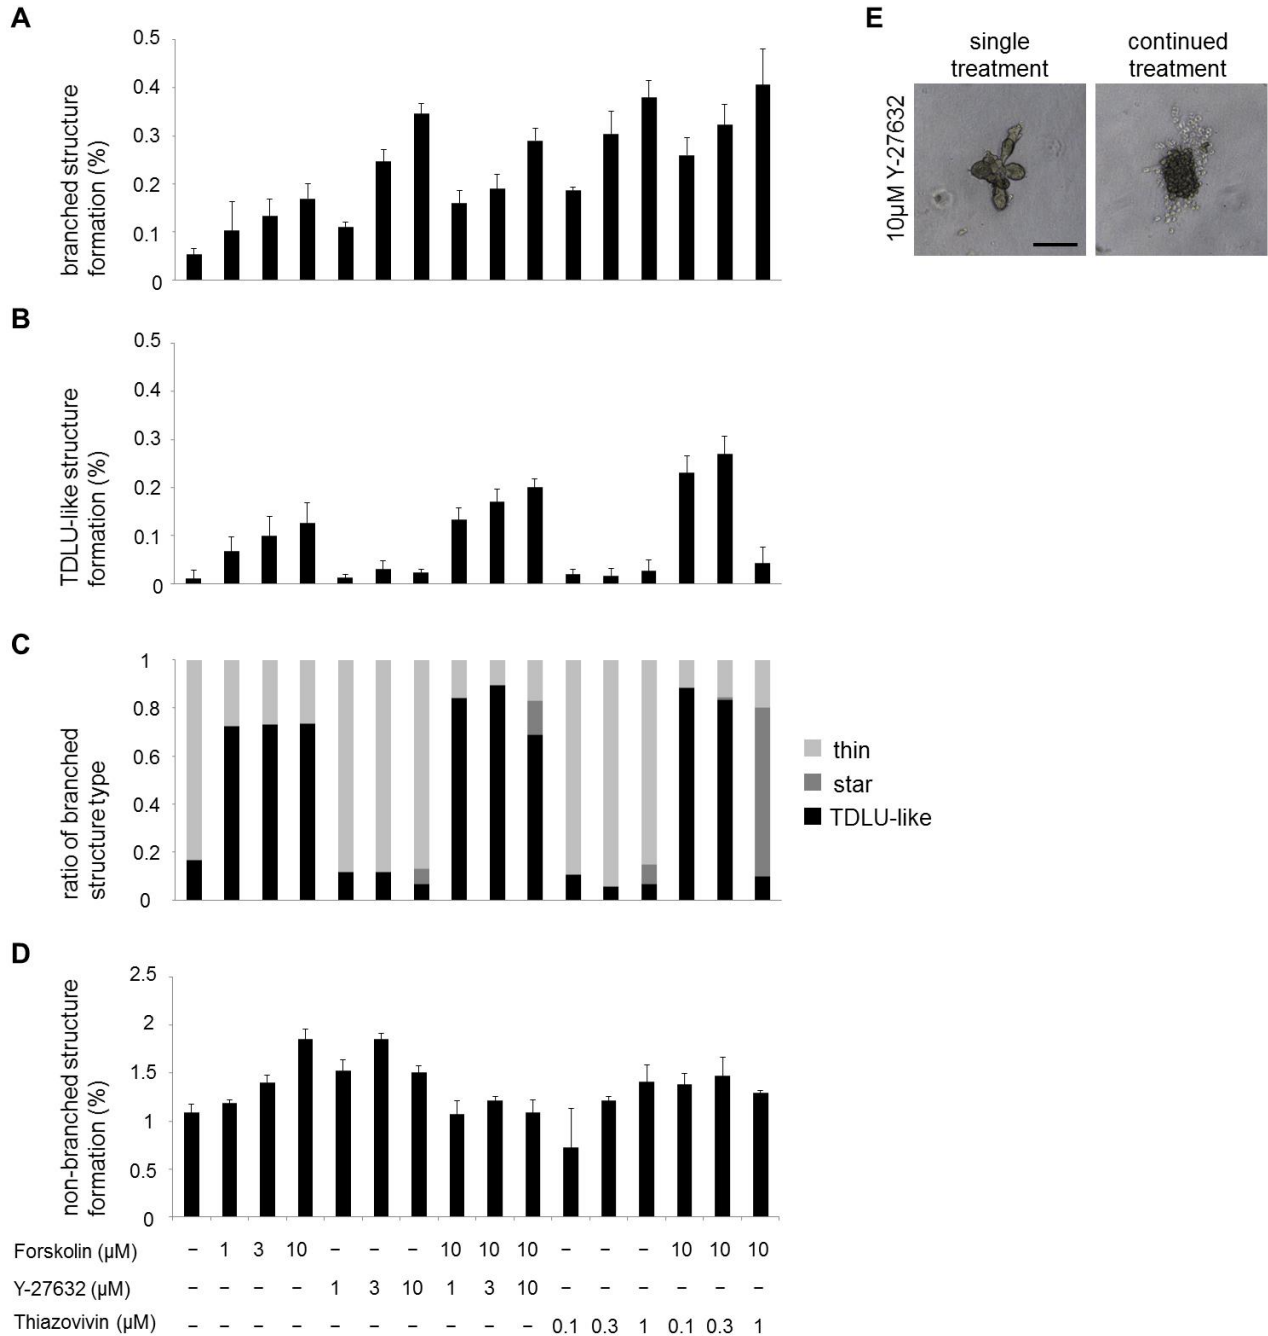 A
branched structure
formation (%)
0.5
0.4
0.3
0.2
0.1
0
B
TDLU-like structure
formation (%)
0.5
0.4
0.3
0.2
0.1
0
C
ratio of branched
structure type
1
0.8
0.6
0.4
0.2
0
thin
star
TDLU-like
D
non-branched structure
formation (%)
2.5
2
1.5
1
0.5
0
Forskolin (µM) – 1 3 10 – – – 10 10 10 – – – 10 10 10
Y-27632 (µM) – – – – 1 3 10 1 3 10 – – – – – –
Thiazovivin (µM) – – – – – – – – – – 0.1 0.3 1 0.1 0.3 1
E
single
treatment
continued
treatment
10µM Y-27632